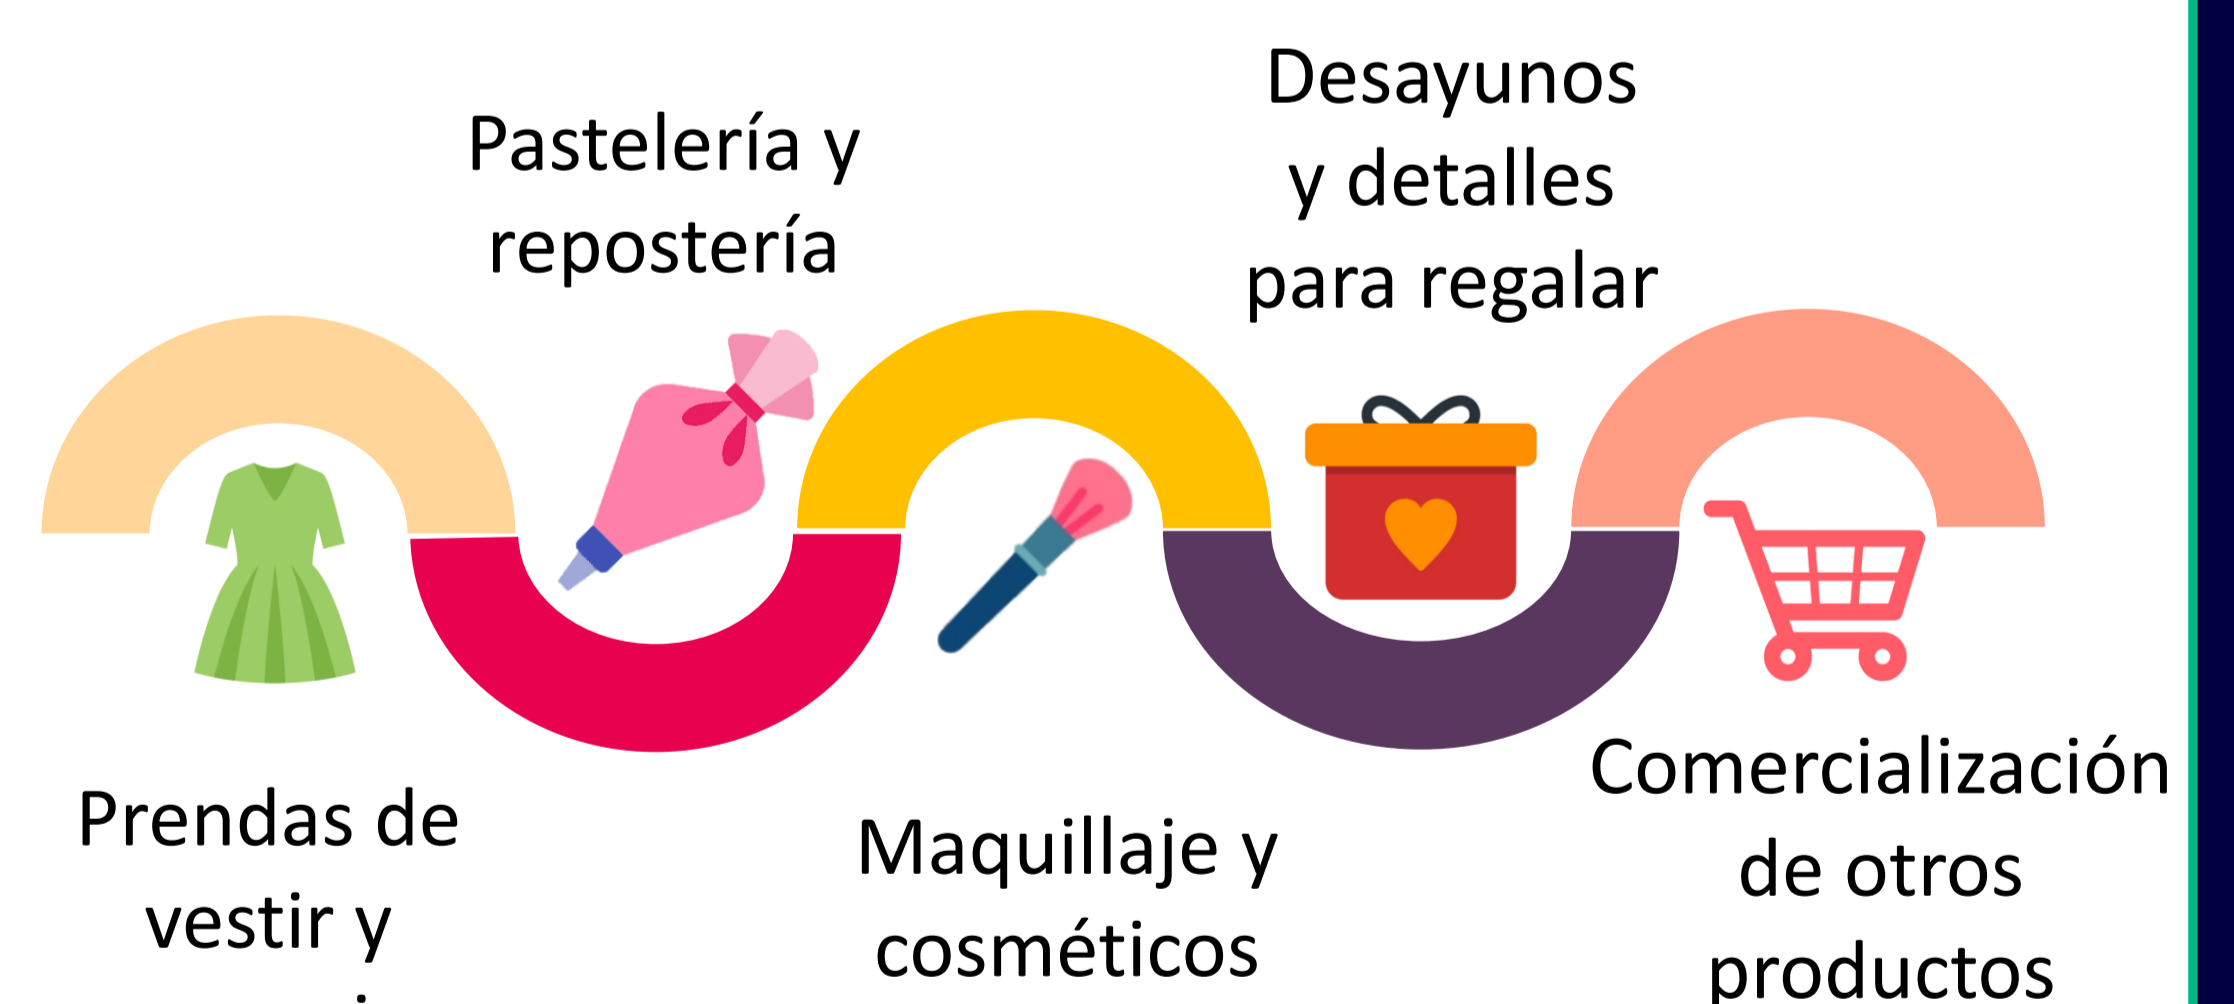 Prendas de
vestir y
Pastelería y
repostería
Maquillaje y
cosméticos
Desayunos
y detalles
para regalar
Comercialización
de otros
productos